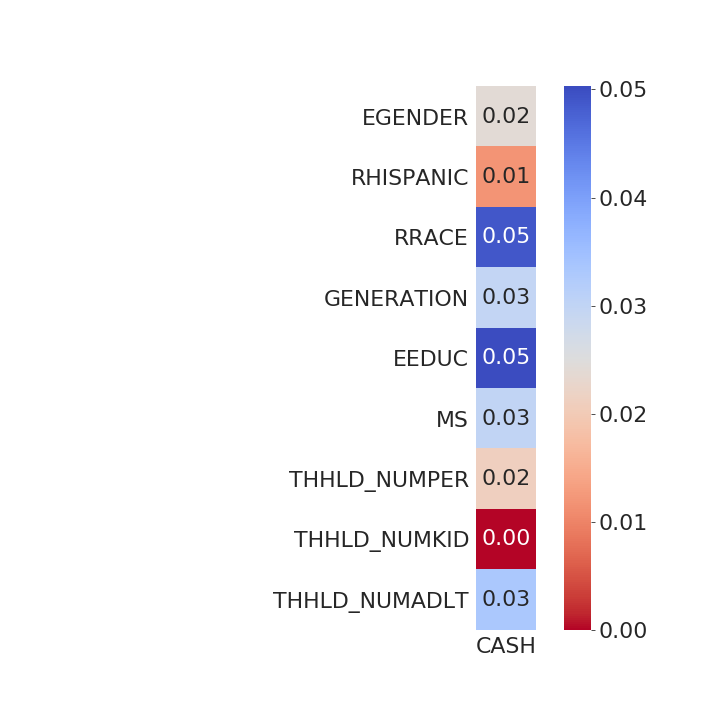 EGENDER 0.02
RHISPANIC 0.01
RRACE 0.05
GENERATION 0.03
EEDUC 0.05
MS 0.03
THHLD_NUMPER 0.02
THHLD_NUMKID 0.00
THHLD_NUMADLT 0.03
CASH
0.05
0.04
0.03
0.02
0.01
0.00